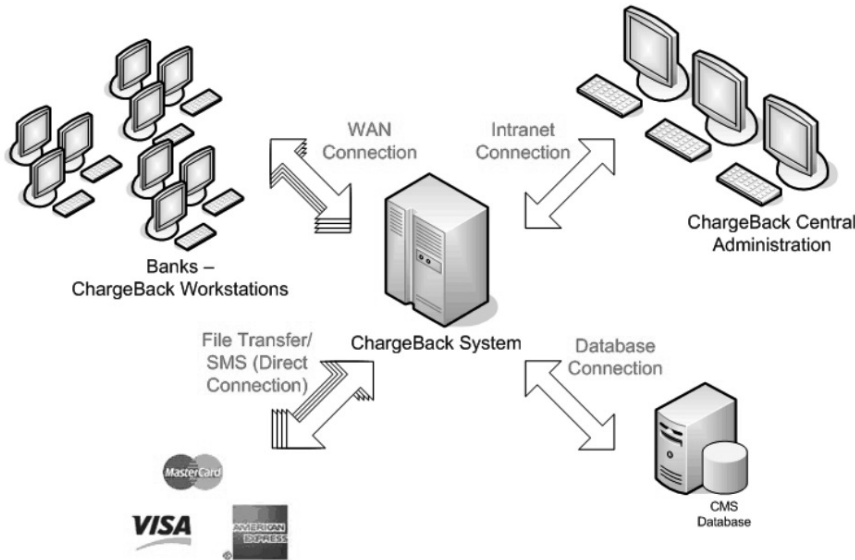 WAN
Connection
Intranet
Connection
ChargeBack Central
Administration
Banks –
ChargeBack Workstations
File Transfer/
SMS (Direct
Connection)
ChargeBack System
Database
Connection
MasterCard
VISA
AMERICAN
EXPRESS
®
CMS
Database